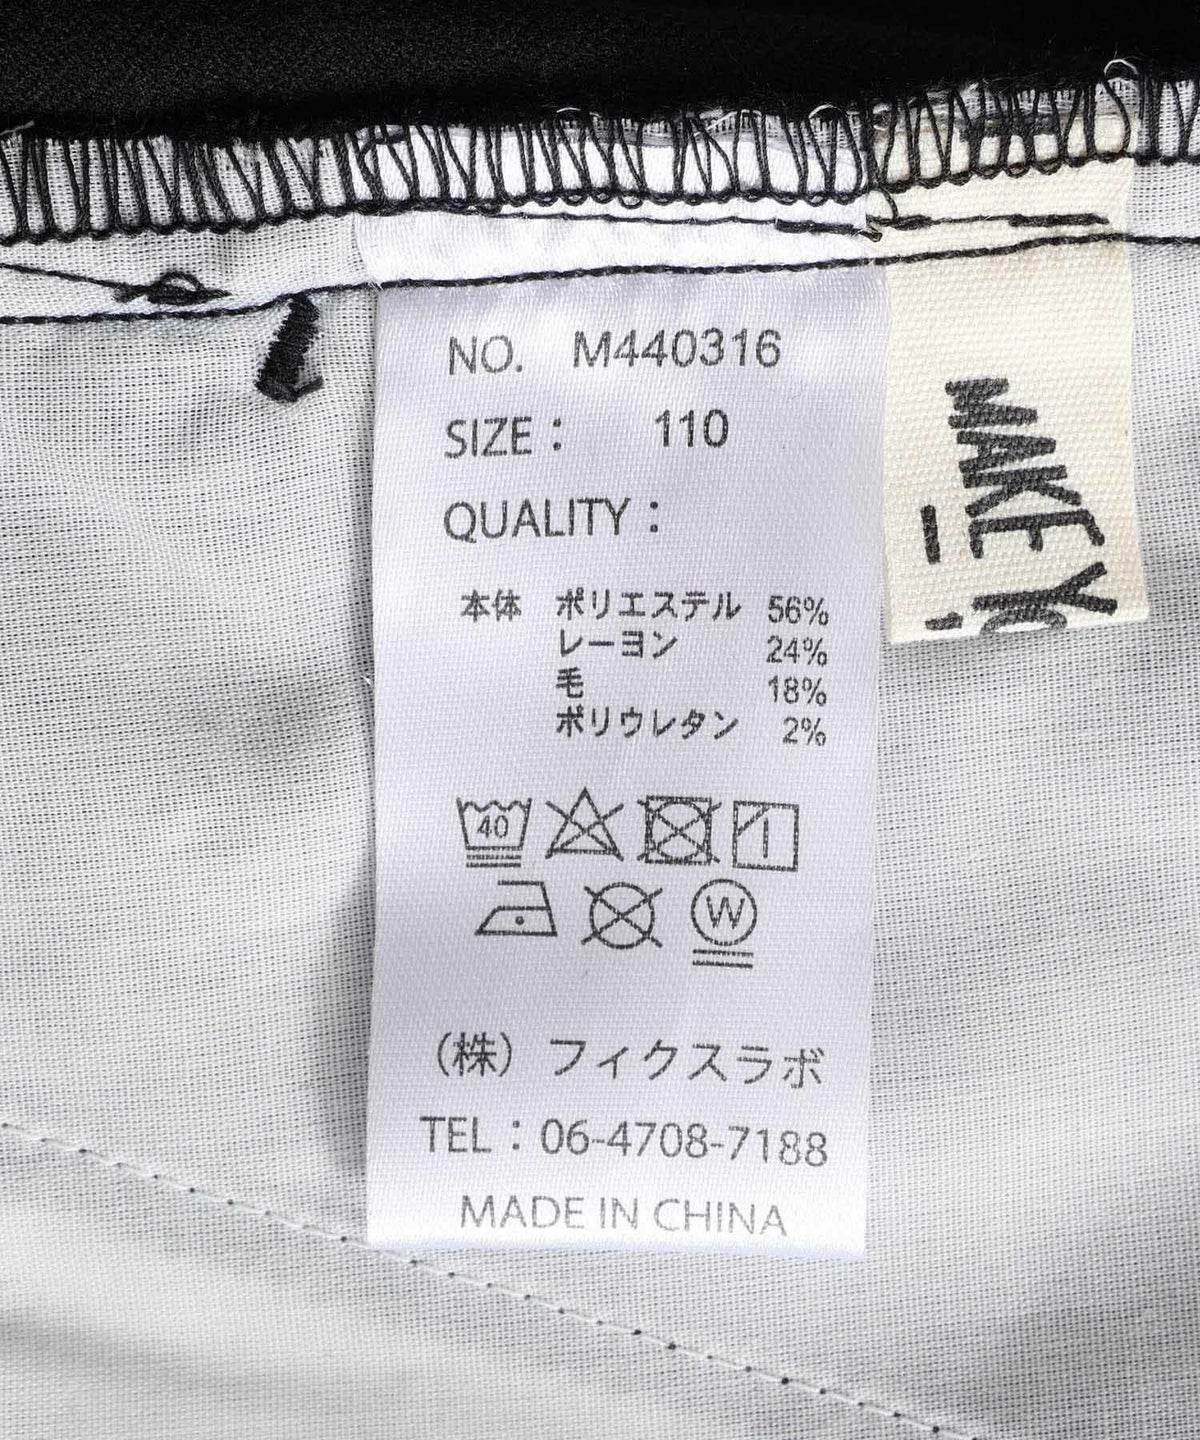 NO. M440316
SIZE： 110
QUALITY：
本体 ポリエステル 56%
レーヨン 24%
毛 18%
ポリウレタン 2%
40
W
(株) フィクスラボ
TEL：06-4708-7188
MADE IN CHINA
MAKE